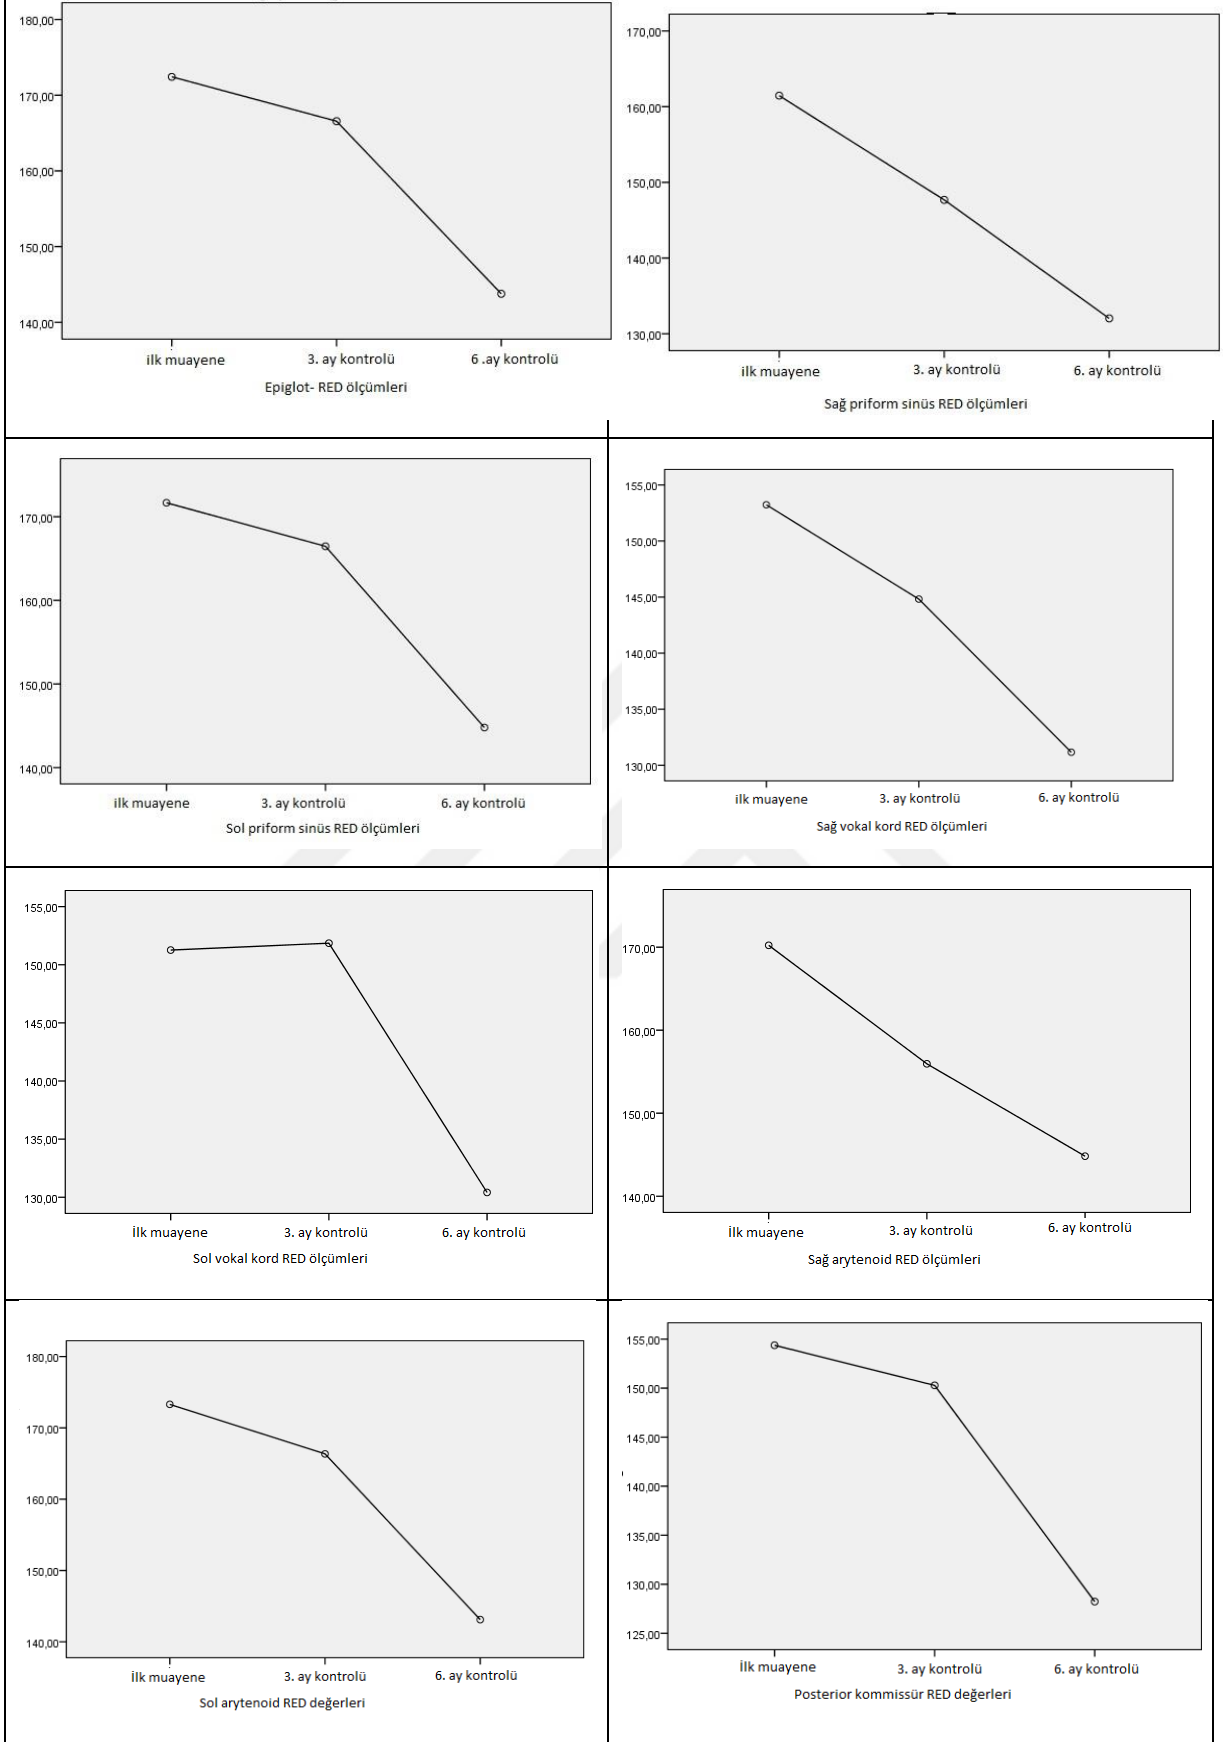 180,00
170,00
160,00
150,00
140,00
ilk muayene 3. ay kontrolü 6 .ay kontrolü
Epiglot- RED ölçümleri
170,00
160,00
150,00
140,00
130,00
ilk muayene 3. ay kontrolü 6. ay kontrolü
Sağ priform sinüs RED ölçümleri
170,00
160,00
150,00
140,00
ilk muayene 3. ay kontrolü 6. ay kontrolü
Sol priform sinüs RED ölçümleri
155,00
150,00
145,00
140,00
135,00
130,00
ilk muayene 3. ay kontrolü 6. ay kontrolü
Sağ vokal kord RED ölçümleri
155,00
150,00
145,00
140,00
135,00
130,00
İlk muayene 3. ay kontrolü 6. ay kontrolü
Sol vokal kord RED ölçümleri
170,00
160,00
150,00
140,00
İlk muayene 3. ay kontrolü 6. ay kontrolü
Sağ arytenoid RED ölçümleri
180,00
170,00
160,00
150,00
140,00
İlk muayene 3. ay kontrolü 6. ay kontrolü
Sol arytenoid RED değerleri
155,00
150,00
145,00
140,00
135,00
130,00
125,00
İlk muayene 3. ay kontrolü 6. ay kontrolü
Posterior kommissür RED değerleri